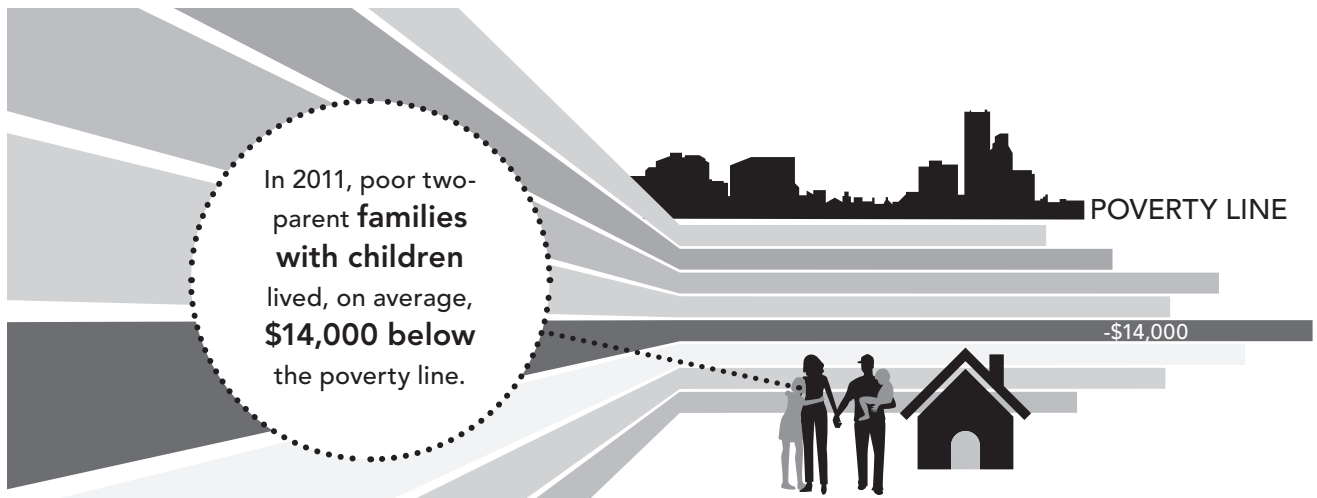 In 2011, poor two-
parent families
with children
lived, on average,
$14,000 below
the poverty line.
POVERTY LINE
-$14,000